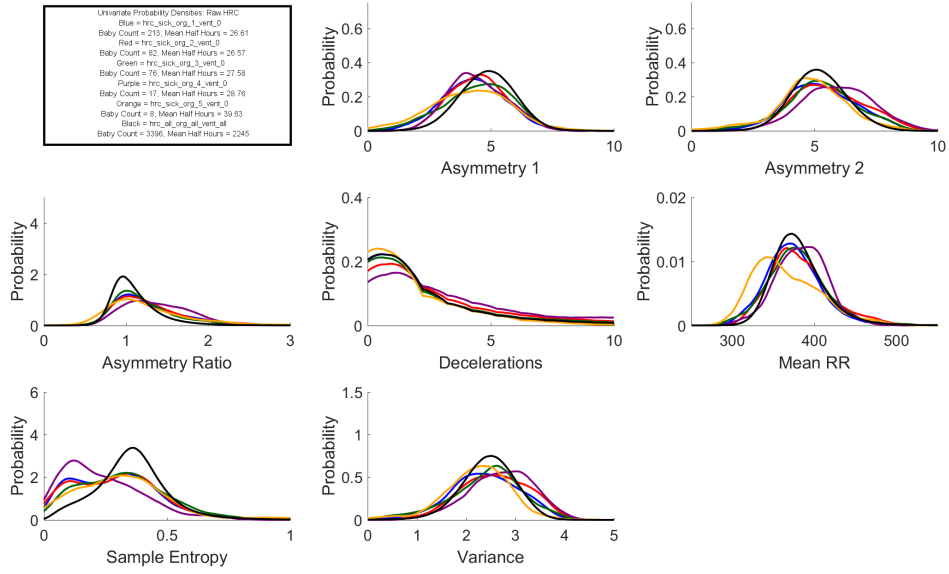 Univariate Probability Densities: Raw HRC
Blue = hrc_sick_org_1_vent_0
Baby Count = 213, Mean Half Hours = 26.61
Red = hrc_sick_org_2_vent_0
Baby Count = 82, Mean Half Hours = 26.57
Green = hrc_sick_org_3_vent_0
Baby Count = 76, Mean Half Hours = 27.58
Purple = hrc_sick_org_4_vent_0
Baby Count = 17, Mean Half Hours = 28.76
Orange = hrc_sick_org_5_vent_0
Baby Count = 8, Mean Half Hours = 39.63
Black = hrc_all_org_all_vent_all
Baby Count = 3396, Mean Half Hours = 2245
Probability
0.6
0.4
0.2
0
0 5 10
Asymmetry 1
Probability
0.6
0.4
0.2
0
0 5 10
Asymmetry 2
Probability
4
2
0
0 1 2 3
Asymmetry Ratio
Probability
0.4
0.2
0
0 5 10
Decelerations
Probability
0.02
0.01
0
300 400 500
Mean RR
Probability
6
4
2
0
0 0.5 1
Sample Entropy
Probability
1.5
1
0.5
0
0 1 2 3 4 5
Variance